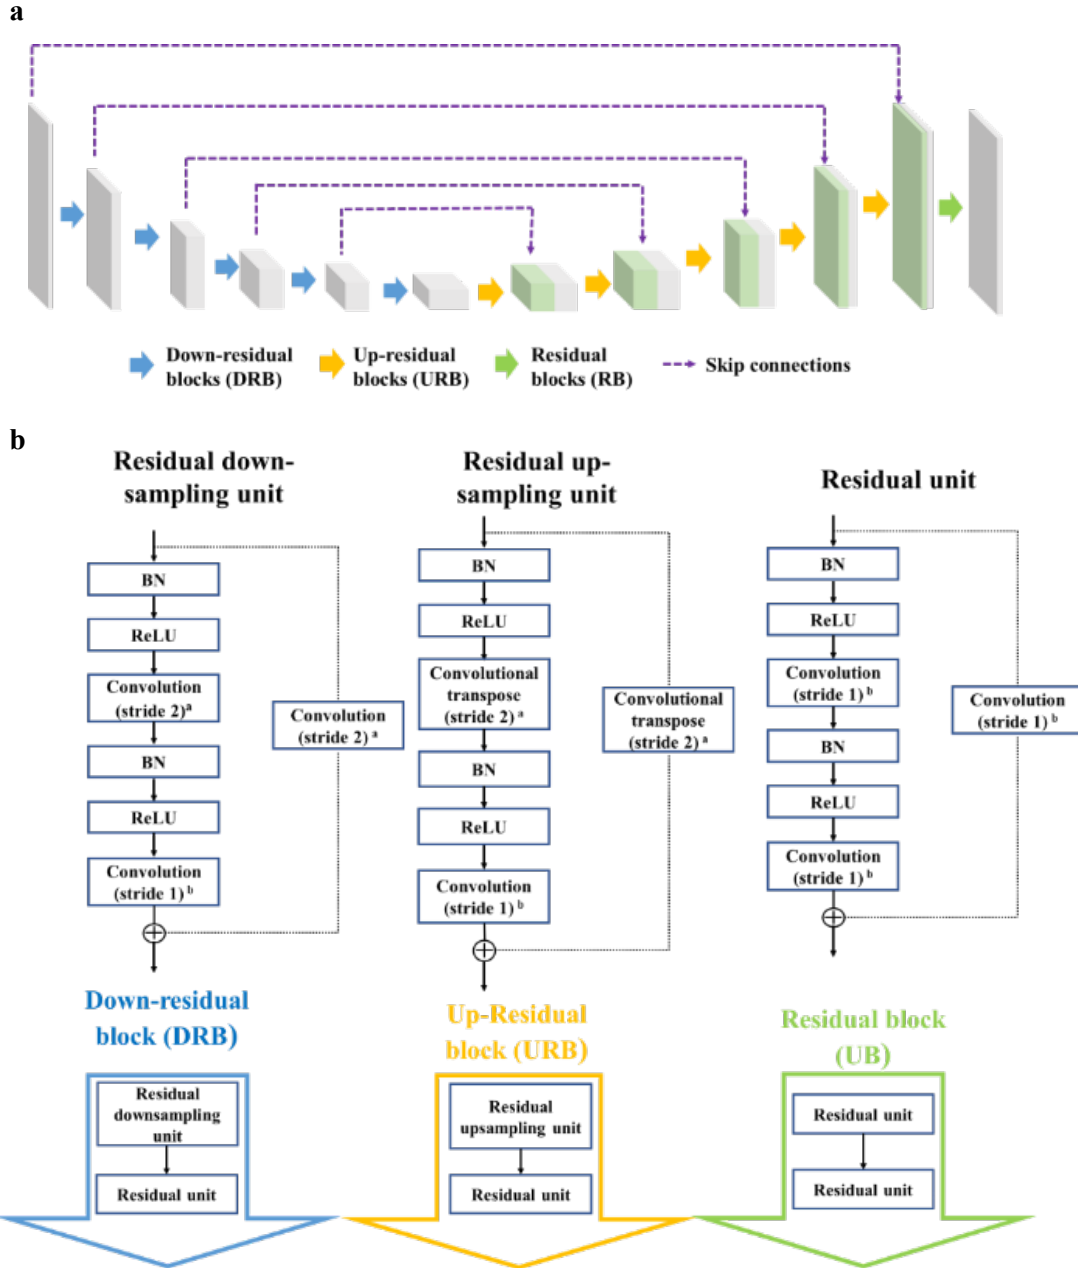 a
Down-residual
blocks (DRB)
Up-residual
blocks (URB)
Residual
blocks (RB)
Skip connections
b
Residual down-
sampling unit
BN
ReLU
Convolution
(stride 2)a
BN
ReLU
Convolution
(stride 1) b
Convolution
(stride 2) a
Residual up-
sampling unit
BN
ReLU
Convolutional
transpose
(stride 2) a
BN
ReLU
Convolution
(stride 1) b
Convolutional
transpose
(stride 2) a
Residual unit
BN
ReLU
Convolution
(stride 1) b
BN
ReLU
Convolution
(stride 1) b
Convolution
(stride 1) b
Down-residual
block (DRB)
Residual
downsampling
unit
Residual unit
Up-Residual
block (URB)
Residual
upsampling unit
Residual unit
Residual block
(UB)
Residual unit
Residual unit